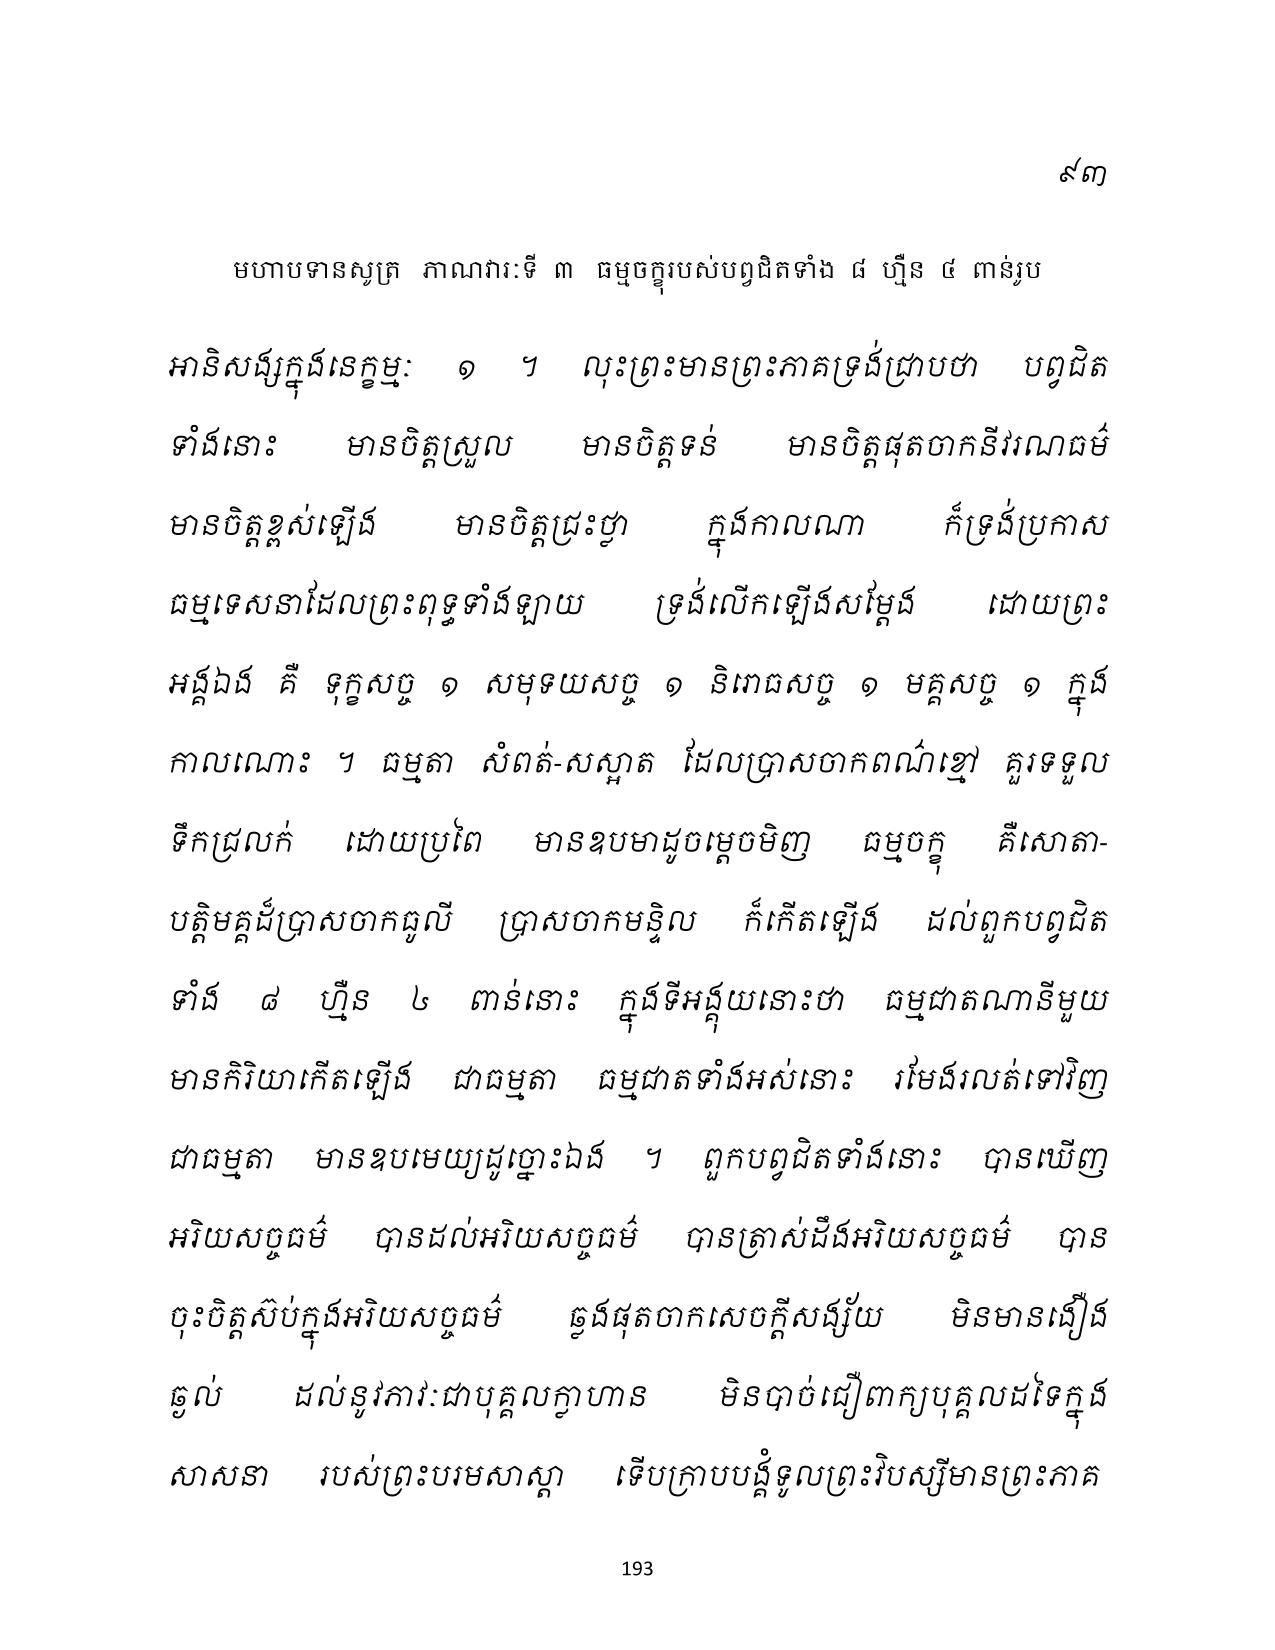 ៩៣
មហាបទានសូត្រ ភាណវារៈទី ៣ ធម្មចក្ខុរបស់បព្វជិតទាំង ៨ ហ្មឺន ៤ ពាន់រូប
អានិសង្សក្នុងនេក្ខម្មៈ ១ ។ លុះព្រះមានព្រះភាគទ្រង់ជ្រាបថា បព្វជិត
ទាំងនោះ មានចិត្តស្រួល មានចិត្តទន់ មានចិត្តផុតចាកនីវរណធម៌
មានចិត្តខ្ពស់ឡើង មានចិត្តជ្រះថ្លា ក្នុងកាលណា ក៏ទ្រង់ប្រកាស
ធម្មទេសនាដែលព្រះពុទ្ធទាំងឡាយ ទ្រង់លើកឡើងសម្តែង ដោយព្រះ
អង្គឯង គឺ ទុក្ខសច្ច ១ សមុទយសច្ច ១ និរោធសច្ច ១ មគ្គសច្ច ១ ក្នុង
កាលណោះ ។ ធម្មតា សំពត់-សស្អាត ដែលប្រាសចាកពណ៌ខ្មៅ គួរទទួល
ទឹកជ្រលក់ ដោយប្រពៃ មានឧបមាដូចម្តេចមិញ ធម្មចក្ខុ គឺសោតា-
បត្តិមគ្គដ៏ប្រាសចាកធូលី ប្រាសចាកមន្ទិល ក៏កើតឡើង ដល់ពួកបព្វជិត
ទាំង ៨ ហ្មឺន ៤ ពាន់នោះ ក្នុងទីអង្គុយនោះថា ធម្មជាតណានីមួយ
មានកិរិយាកើតឡើង ជាធម្មតា ធម្មជាតទាំងអស់នោះ រមែងរលត់ទៅវិញ
ជាធម្មតា មានឧបមេយ្យដូច្នោះឯង ។ ពួកបព្វជិតទាំងនោះ បានឃើញ
អរិយសច្ចធម៌ បានដល់អរិយសច្ចធម៌ បានត្រាស់ដឹងអរិយសច្ចធម៌ បាន
ចុះចិត្តស៊ប់ក្នុងអរិយសច្ចធម៌ ឆ្លងផុតចាកសេចក្តីសង្ស័យ មិនមានងឿង
ឆ្ងល់ ដល់នូវភាវៈជាបុគ្គលក្លាហាន មិនបាច់ជឿពាក្យបុគ្គលដទៃក្នុង
សាសនា របស់ព្រះបរមសាស្តា ទើបក្រាបបង្គំទូលព្រះវិបស្សីមានព្រះភាគ
193